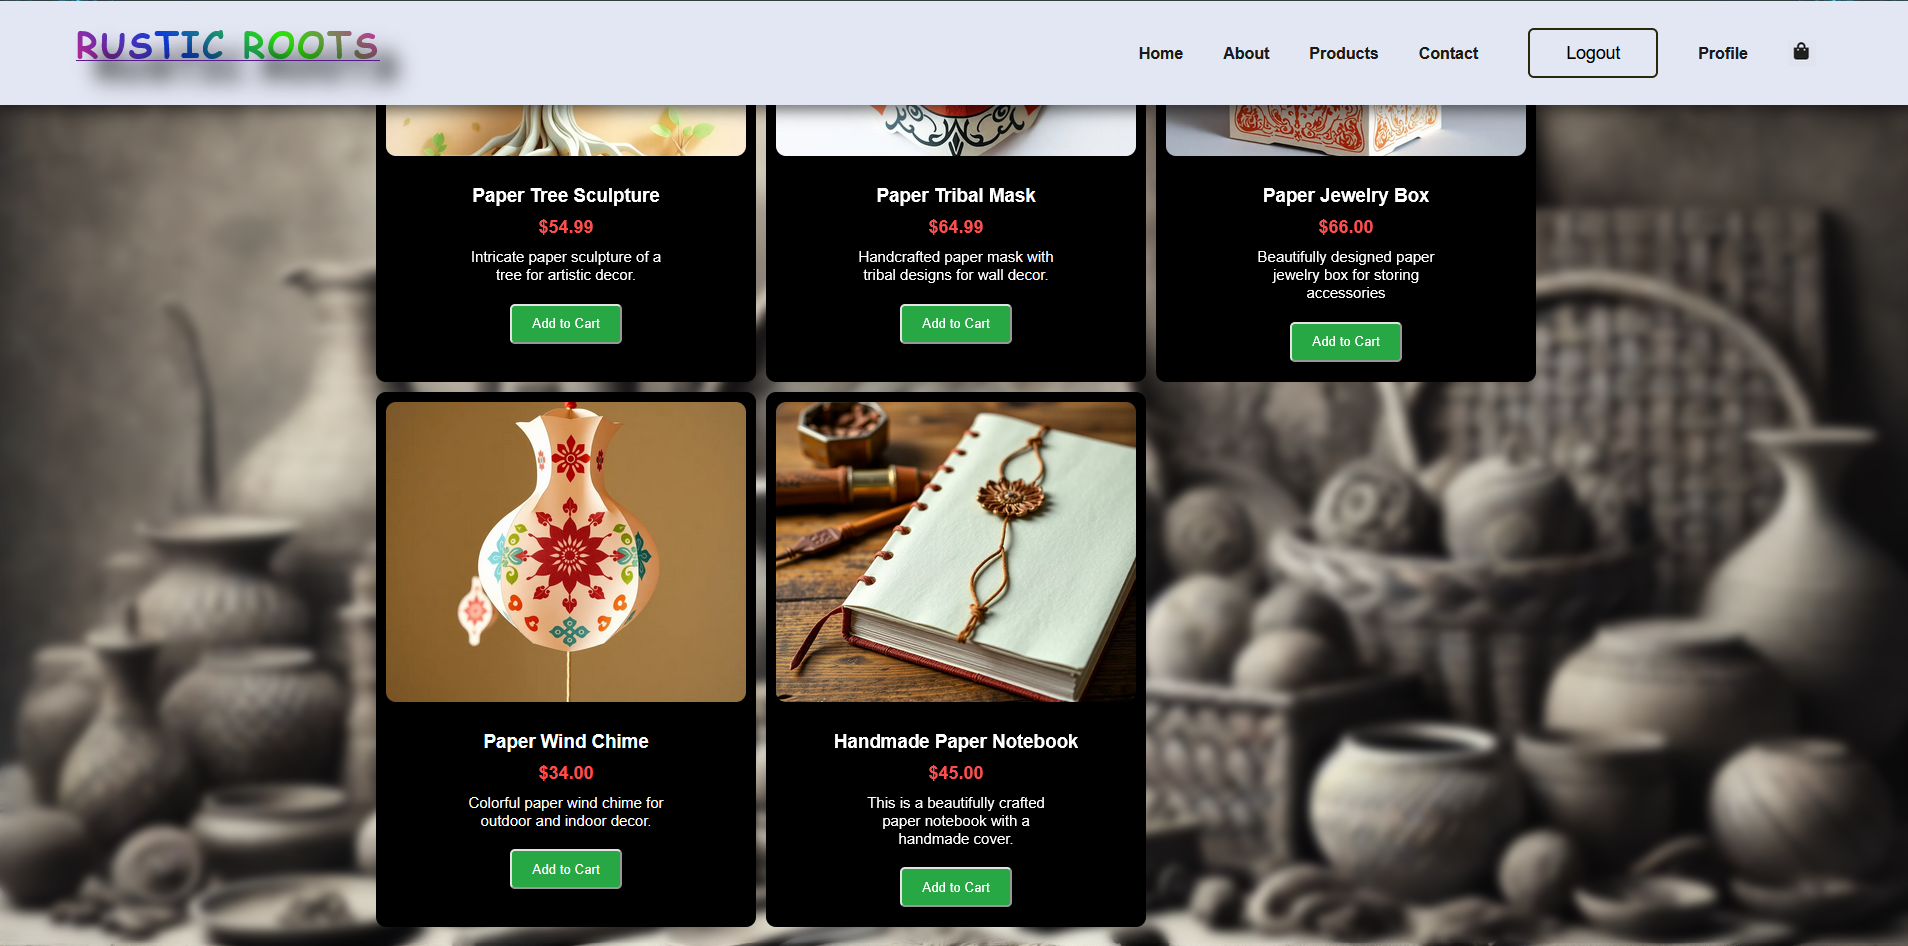 RUSTIC ROOTS
Home About Products Contact Logout Profile
Paper Tree Sculpture
$54.99
Intricate paper sculpture of a
tree for artistic decor.
Add to Cart
Paper Tribal Mask
$64.99
Handcrafted paper mask with
tribal designs for wall decor.
Add to Cart
Paper Jewelry Box
$66.00
Beautifully designed paper
jewelry box for storing
accessories
Add to Cart
Paper Wind Chime
$34.00
Colorful paper wind chime for
outdoor and indoor decor.
Add to Cart
Handmade Paper Notebook
$45.00
This is a beautifully crafted
paper notebook with a
handmade cover.
Add to Cart